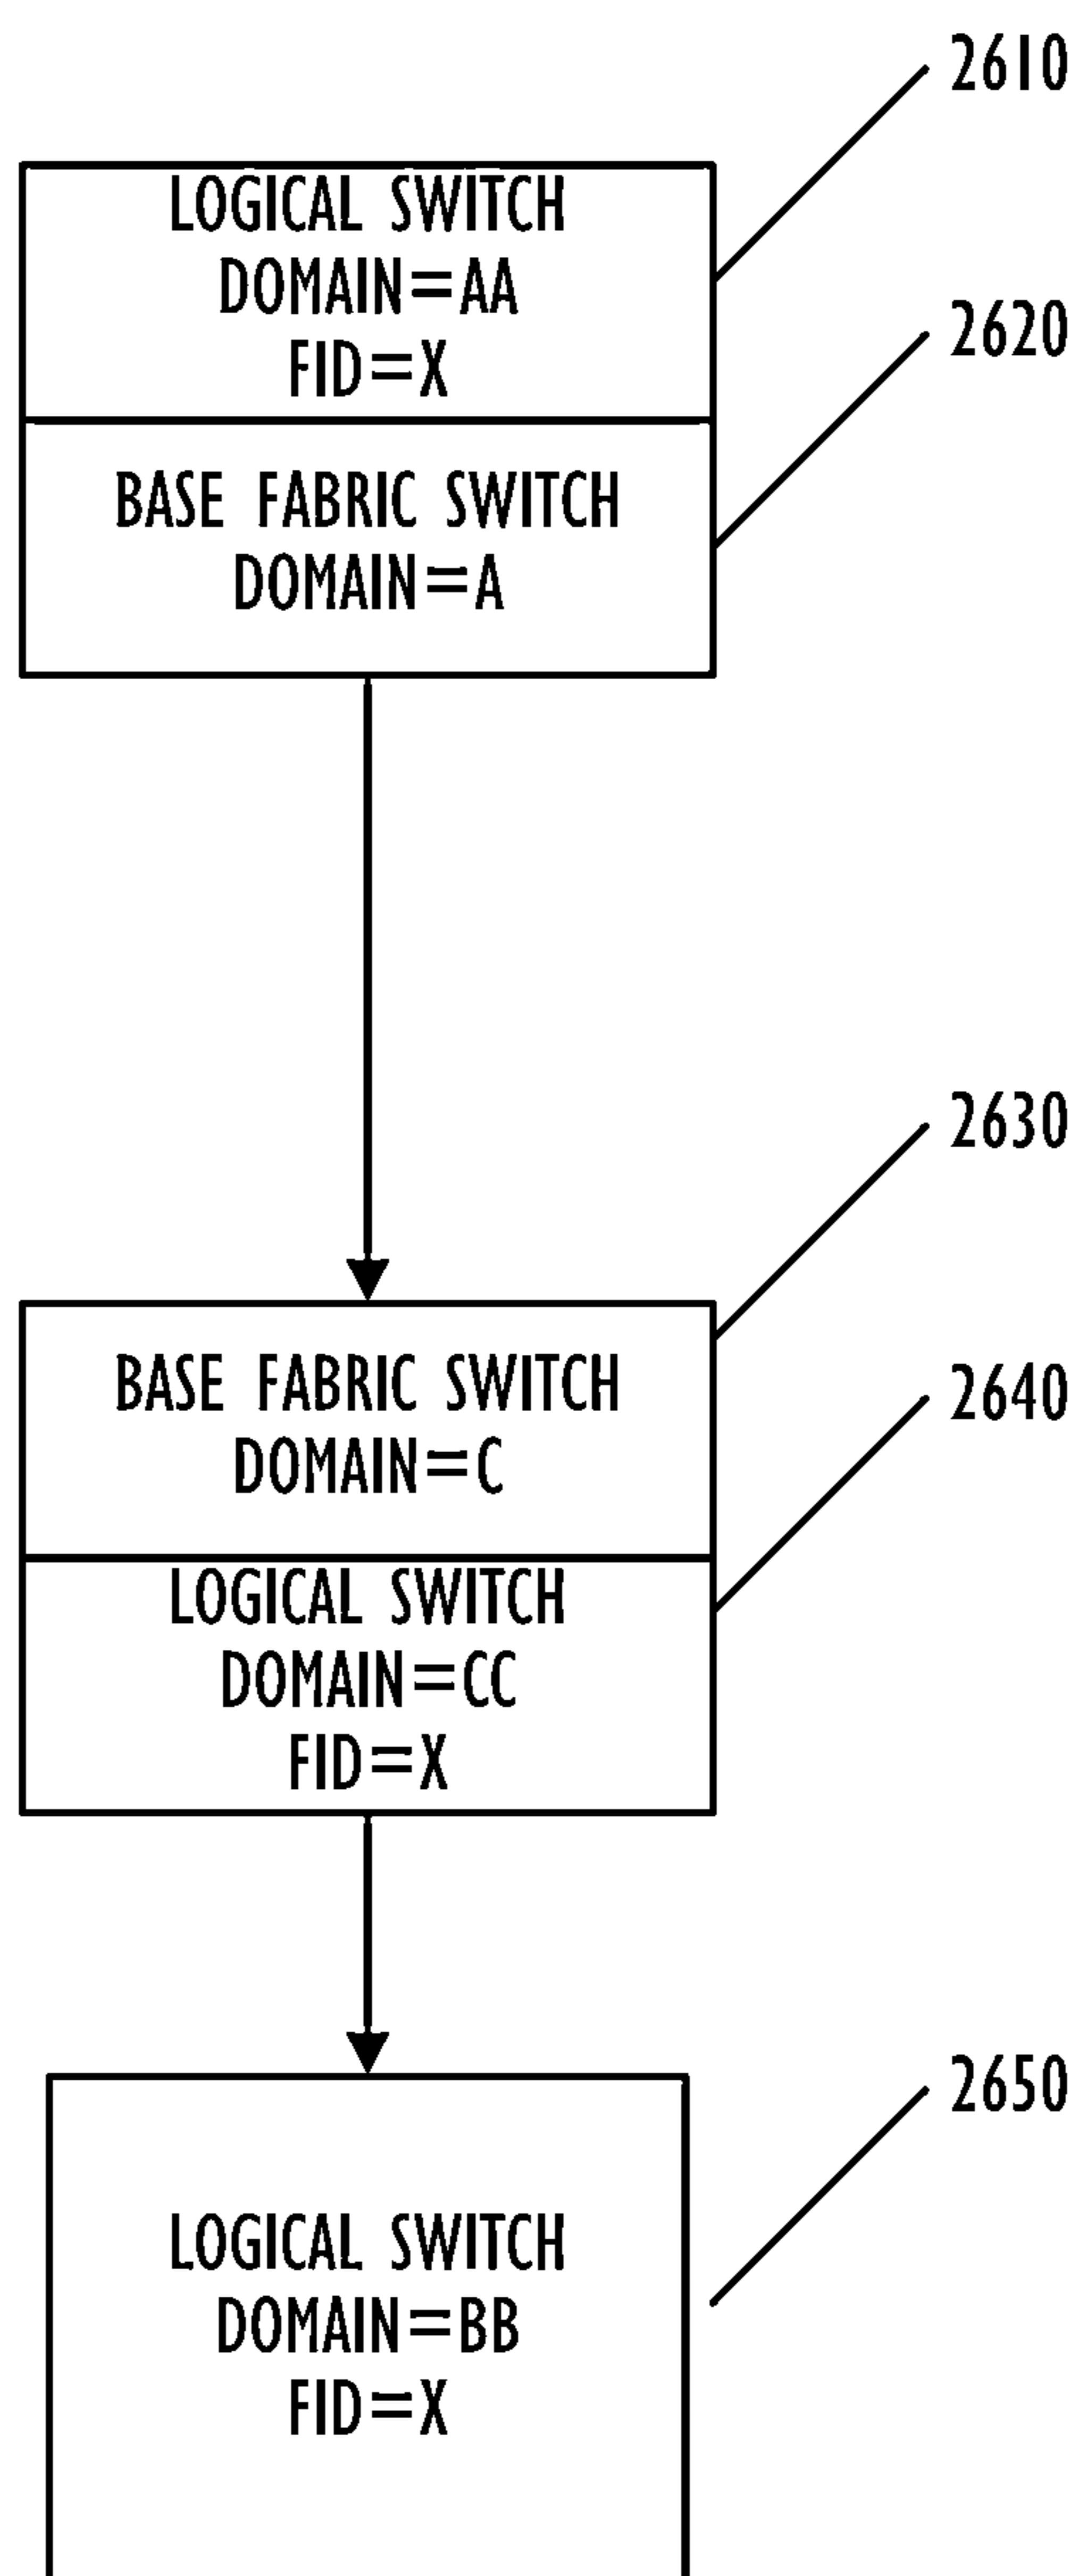 2610
LOGICAL SWITCH
DOMAIN=AA
FID=X
2620
BASE FABRIC SWITCH
DOMAIN=A
2630
BASE FABRIC SWITCH
DOMAIN=C
2640
LOGICAL SWITCH
DOMAIN=CC
FID=X
2650
LOGICAL SWITCH
DOMAIN=BB
FID=X